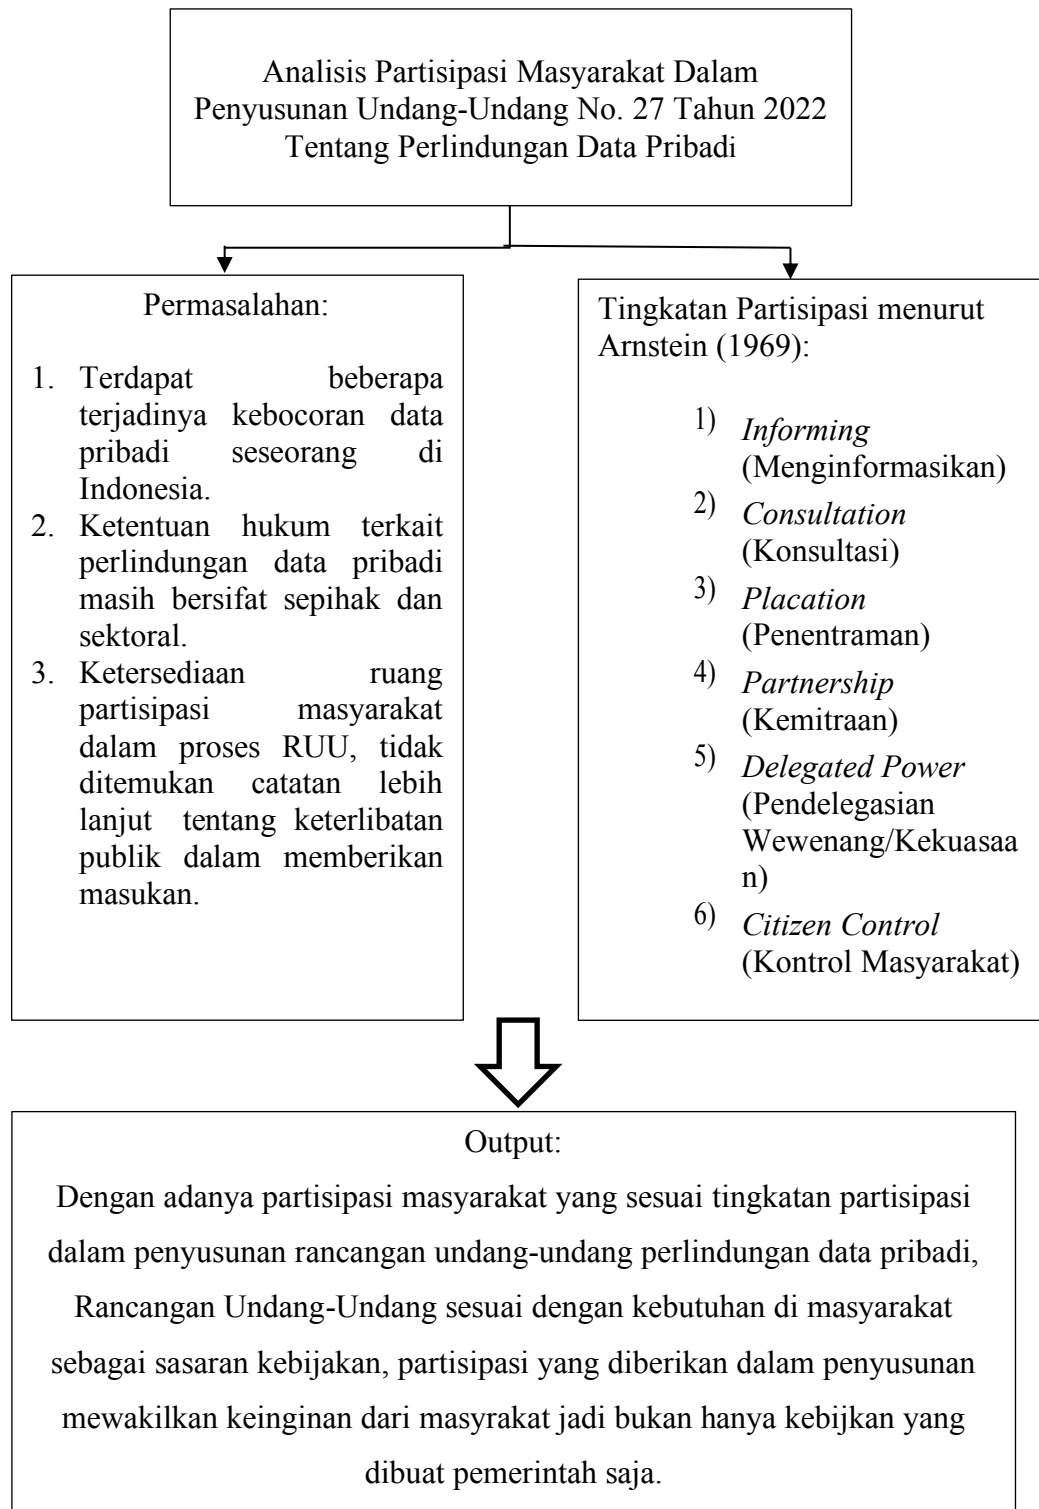 Analisis Partisipasi Masyarakat Dalam
Penyusunan Undang-Undang No. 27 Tahun 2022
Tentang Perlindungan Data Pribadi
Permasalahan:
1. Terdapat beberapa
terjadinya kebocoran data
pribadi seseorang di
Indonesia.
2. Ketentuan hukum terkait
perlindungan data pribadi
masih bersifat sepihak dan
sektoral.
3. Ketersediaan ruang
partisipasi masyarakat
dalam proses RUU, tidak
ditemukan catatan lebih
lanjut tentang keterlibatan
publik dalam memberikan
masukan.
Tingkatan Partisipasi menurut
Arnstein (1969):
1) Informing
(Menginformasikan)
2) Consultation
(Konsultasi)
3) Placation
(Penentraman)
4) Partnership
(Kemitraan)
5) Delegated Power
(Pendelegasian
Wewenang/Kekuasaa
n)
6) Citizen Control
(Kontrol Masyarakat)
Output:
Dengan adanya partisipasi masyarakat yang sesuai tingkatan partisipasi
dalam penyusunan rancangan undang-undang perlindungan data pribadi,
Rancangan Undang-Undang sesuai dengan kebutuhan di masyarakat
sebagai sasaran kebijakan, partisipasi yang diberikan dalam penyusunan
mewakilkan keinginan dari masyrakat jadi bukan hanya kebijkan yang
dibuat pemerintah saja.